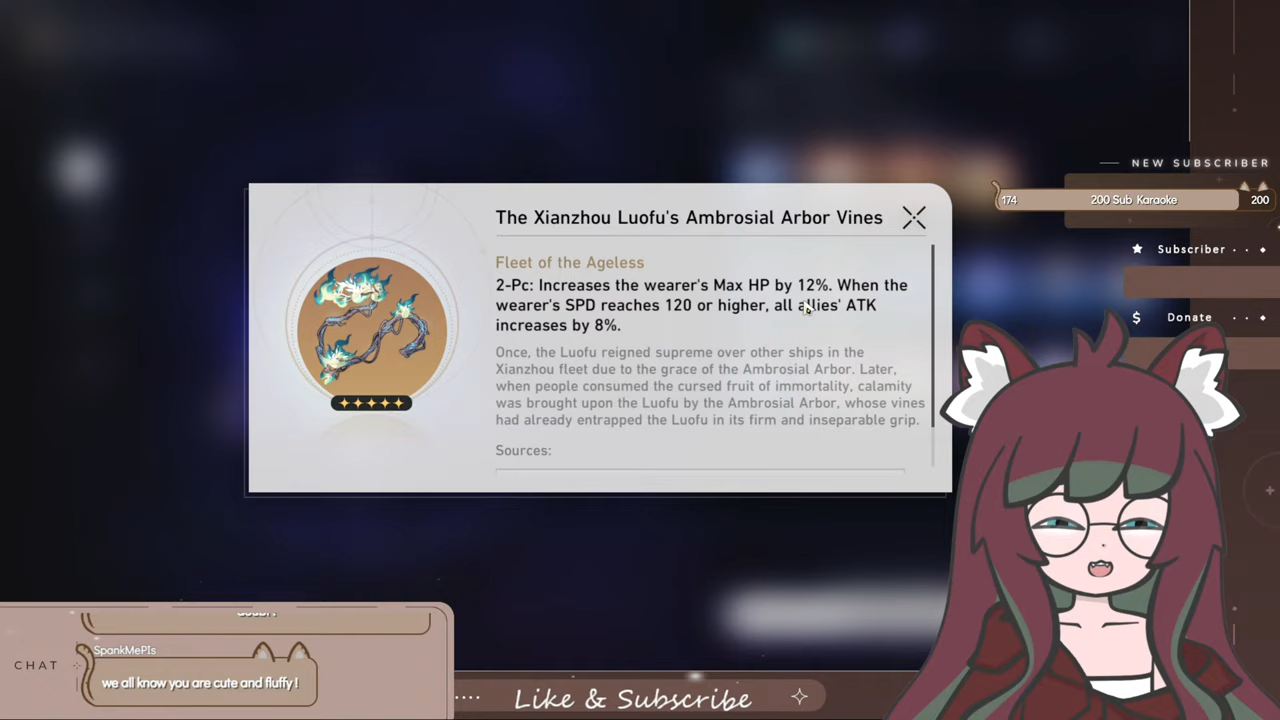 The Xianzhou Luofu's Ambrosial Arbor Vines
Fleet of the Ageless
2-Pc: Increases the wearer's Max HP by 12%. When the
wearer's SPD reaches 120 or higher, all allies' ATK
increases by 8%.
Once, the Luofu reigned supreme over other ships in the
Xianzhou fleet due to the grace of the Ambrosial Arbor. Later,
when people consumed the cursed fruit of immortality, calamity
was brought upon the Luofu by the Ambrosial Arbor, whose vines
had already entrapped the Luofu in its firm and inseparable grip.
Sources:
NEW SUBSCRIBER
174 200 Sub Karaoke 200
Subscriber
$ Donate
CHAT
SpankMePls
we all know you are cute and fluffy !
Like & Subscribe